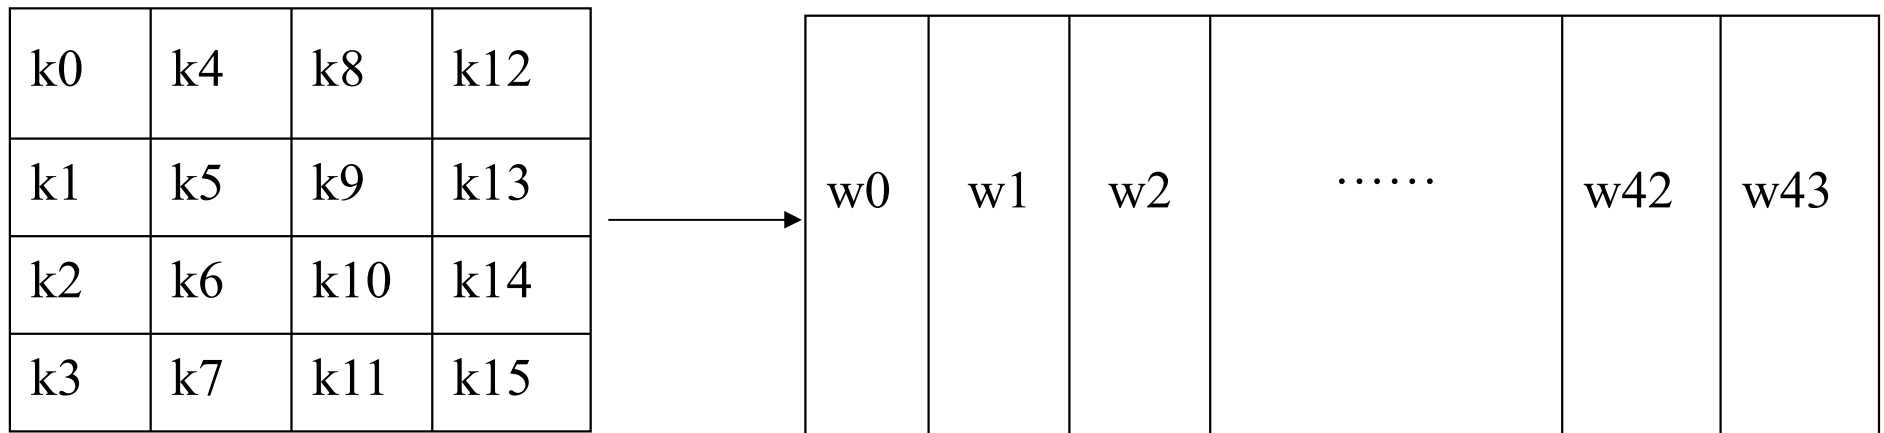 k0 k4 k8 k12
k1 k5 k9 k13
k2 k6 k10 k14
k3 k7 k11 k15
w0 w1 w2 …… w42 w43